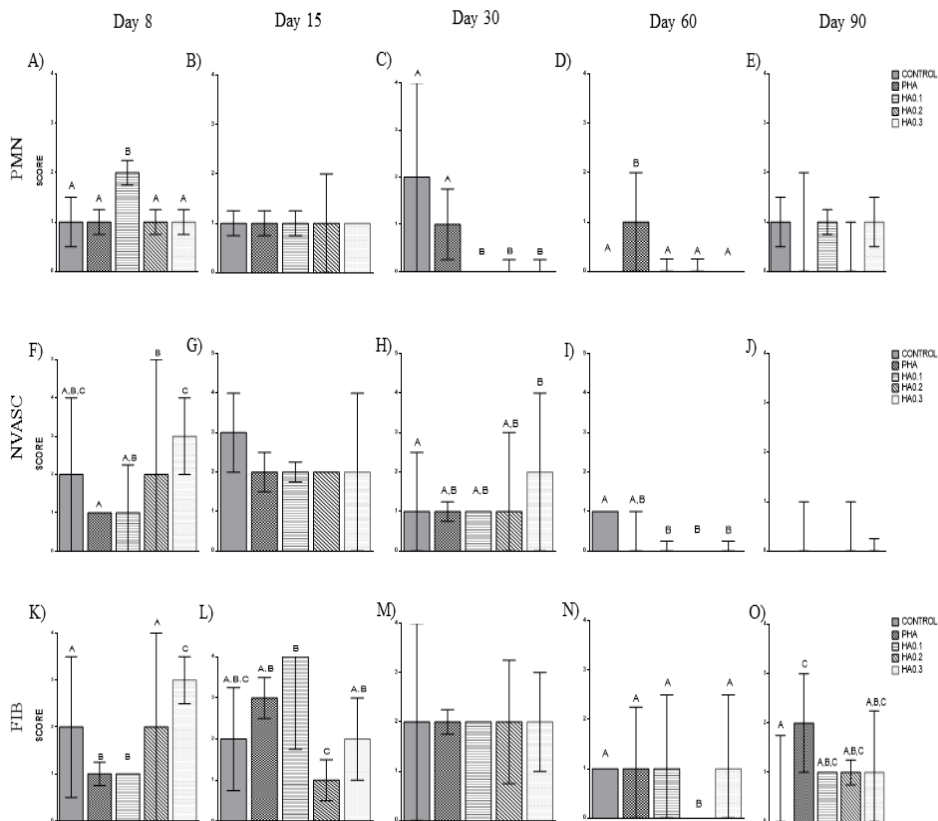 Day 8
Day 15
Day 30
Day 60
Day 90
PMN
SCORE
A)
A
A
B
A
A
B)
C)
A
A
B
B
B
D)
A
B
A
A
A
E)
CONTROL
PHA
HA0.1
HA0.2
HA0.3
NVASC
SCORE
F)
A,B,C
A
A,B
B
C
G)
H)
A
A,B
A,B
A,B
B
I)
A
A,B
B
B
B
J)
CONTROL
PHA
HA0.1
HA0.2
HA0.3
FIB
SCORE
K)
A
B
B
A
C
L)
A,B,C
A,B
B
C
A,B
M)
N)
A
A
A
B
A
O)
A
C
A,B,C
A,B,C
A,B,C
CONTROL
PHA
HA0.1
HA0.2
HA0.3